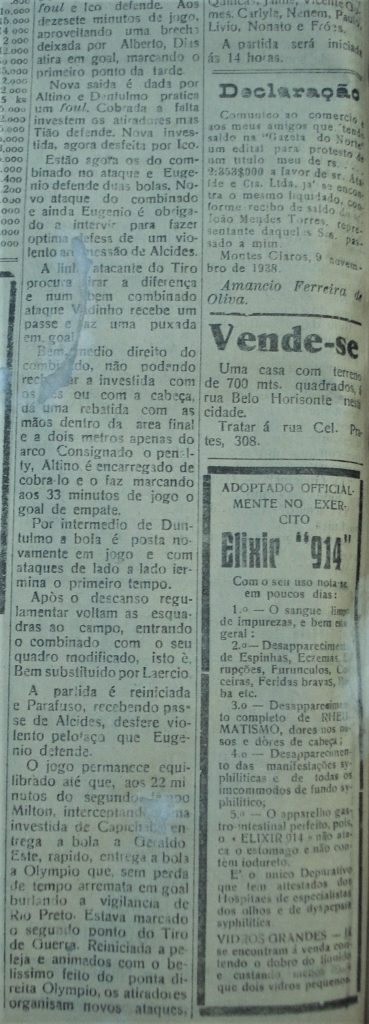 foul e Ico defende. Aos
dezesete minutos de jogo,
aproveitando uma brecha
deixada por Alberto, Dias
atira em goal, marcando o
primeiro ponto da tarde.
Nova saida é dada por
Altino e Duntulmo pratica
um foul. Cobrada a falta
investem os atiradores mas
Tião defende. Nova inves-
tida, agora desfeita por Ico.
Estão agora os do com-
binado no ataque e Euge-
nio defende duas bolas. No-
vo ataque do combinado
e ainda Eugenio é obriga-
do a intervir para fazer
optima defesa de um vio-
lento de Alcides.
A linha atacante do Tiro
procura tirar a diferença
e num bem combinado
ataque Vadinho recebe um
passe e faz uma puxada
em goal.
Bem, medio direito do
combinado, não podendo
a investida com
os pés ou com a cabeça,
dá uma rebatida com as
mãos dentro da area final
e a dois metros apenas do
arco Consignado o penal-
ty, Altino é encarregado de
cobra-lo e o faz marcando
aos 33 minutos de jogo o
goal de empate.
Por intermedio de Dun-
tulmo a bola é posta no-
vamente em jogo e com
ataques de lado a lado ter-
mina o primeiro tempo.
Após o descanso regu-
lamentar voltam as esqua-
dras ao campo, entrando
o combinado com o seu
quadro modificado, isto é,
Bem substituido por Laercio.
A partida é reiniciada
e Parafuso, recebendo pas-
se de Alcides, desfere vio-
lento pelotaço que Euge-
nio defende.
O jogo permanece equi-
librado até que, aos 22 mi-
nutos do segundo tempo
Milton, interceptando uma
investida de en-
trega a bola a Geraldo
Este, rapido, entrega a bola
a Olympio que, sem perda
de tempo arremata em goal
burlando a vigilancia de
Rio Preto. Estava marcado
o segundo ponto do Tiro
de Guerra. Reiniciada a pe-
leja e animados com o be-
lissimo feito do ponta
direita Olympio, os atiradores
organisam novos ataques,
mes, Carlyle, Nenem,
Livio, Nonato e Fróes.
A partida será iniciada
ás 14 horas.
Declaração
Comunico ao comercio e
aos meus amigos que tendo
saido na "Gazeta do Norte"
um edital para protesto de
um titulo meu de rs.
2:353$000 a favor de sr.
de e Cia. Ltda, já se encon-
tra o mesmo liquidado, con-
forme recibo de saldo do
João Mendes Torres, repre-
sentante daqueles Srs. pas-
sado a mim.
Montes Claros, 9 novem-
bro de 1938.
Amancio Ferreira de
Oliva.
Vende-se
Uma casa com terreno
de 700 mts. quadrados, á
rua Belo Horisonte nesta
cidade.
Tratar á rua Cel. Pra-
tes, 308.
ADOPTADO OFFICIAL-
MENTE NO EXER-
CITO
Elixir "914"
Com o seu uso nota-se
em poucos dias:
1.º — O sangue limpo
de impurezas, e bem estar
geral;
2.º — Desapparecimento
de Espinhas, Eczemas, E-
rupções, Furunculos, Co-
ceiras, Feridas bravas,
ba etc.
3.º — Desapparecimen-
to completo de RHEU-
MATISMO, dores nos os-
sos e dôres de cabeça;
4.º — Desapparecimen-
to das manifestações sy-
philiticas e de todas os
incommodos de fundo sy-
philitico;
5.º — O apparelho gas-
tro-intestinal perfeito, pois,
o «ELIXIR 914» não ata-
ca o estomago e não con-
tém iodureto.
E' o unico Depurativo
que tem attestados dos
Hospitaes de especialistas
dos olhos e da dyspepsia
syphilitica.
VIDROS GRANDES — Já
se encontram á venda con-
tendo o dobro do liquido
e custando menos
que dois vidros pequenos